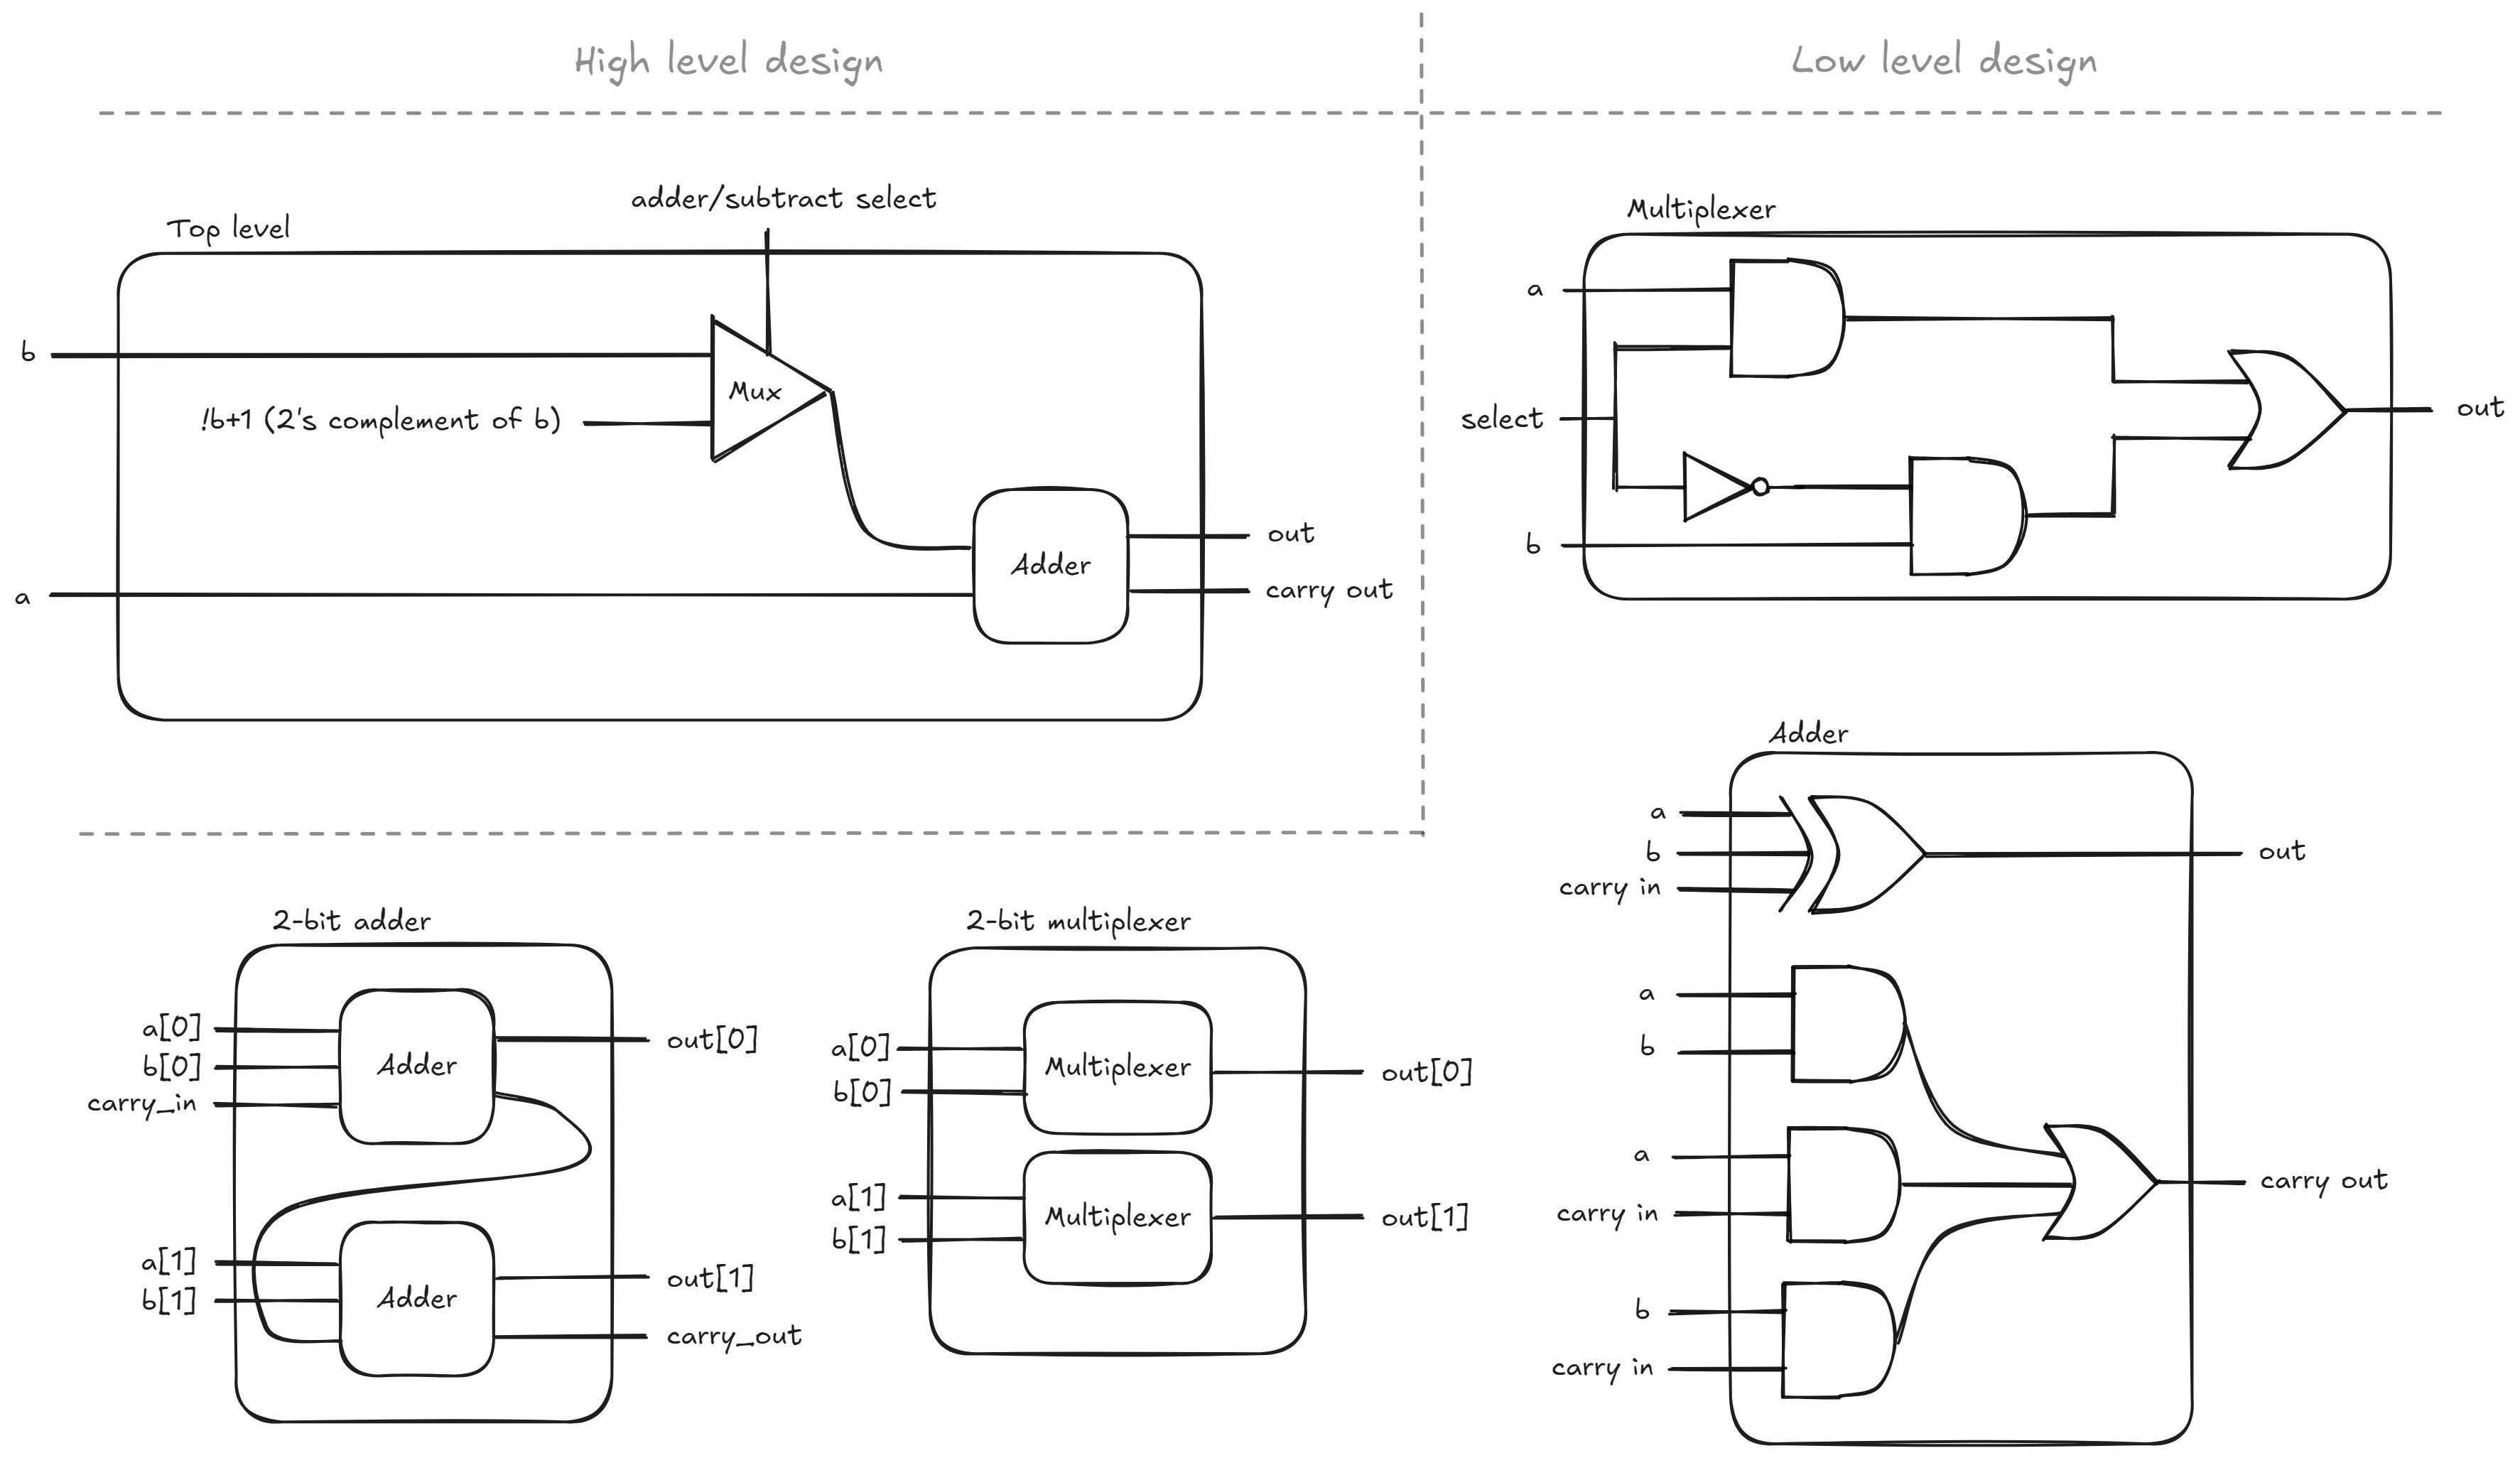 High level design
Low level design
adder/subtract select
Top level
b
Mux
!b+1 (2's complement of b)
Adder
out
carry out
a
Multiplexer
a
select
b
out
Adder
a
b
carry in
out
a
b
a
carry in
b
carry in
carry out
2-bit adder
a[0]
b[0]
carry_in
Adder
out[0]
a[1]
b[1]
Adder
out[1]
carry_out
2-bit multiplexer
a[0]
b[0]
Multiplexer
out[0]
a[1]
b[1]
Multiplexer
out[1]